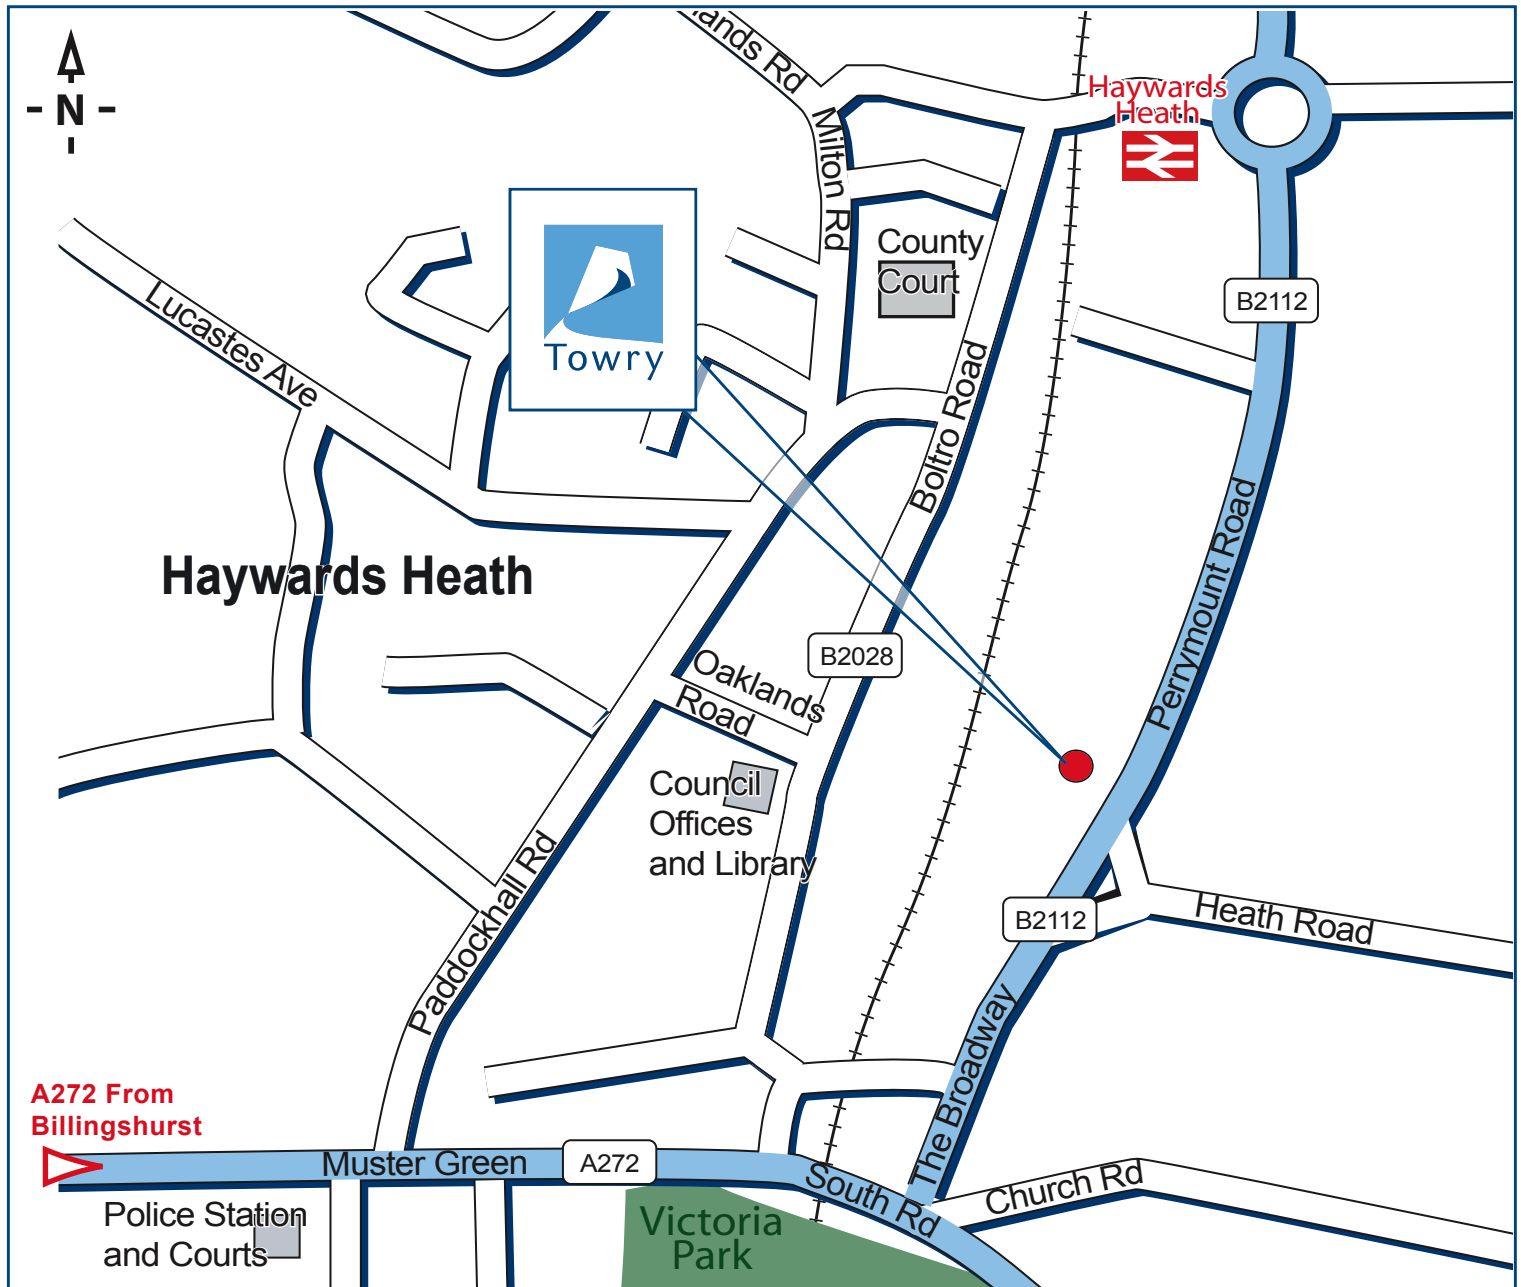 lands Rd
Haywards
Heath
N
Milton Rd
County
Court
Lucastes Ave
B2112
Towry
Boltro Road
Haywards Heath
Perrymount Road
B2028
Oaklands
Road
Council
Offices
and Library
Paddockhall Rd
B2112
Heath Road
The Broadway
A272 From
Billingshurst
Muster Green
A272
South Rd
Church Rd
Police Station
and Courts
Victoria
Park